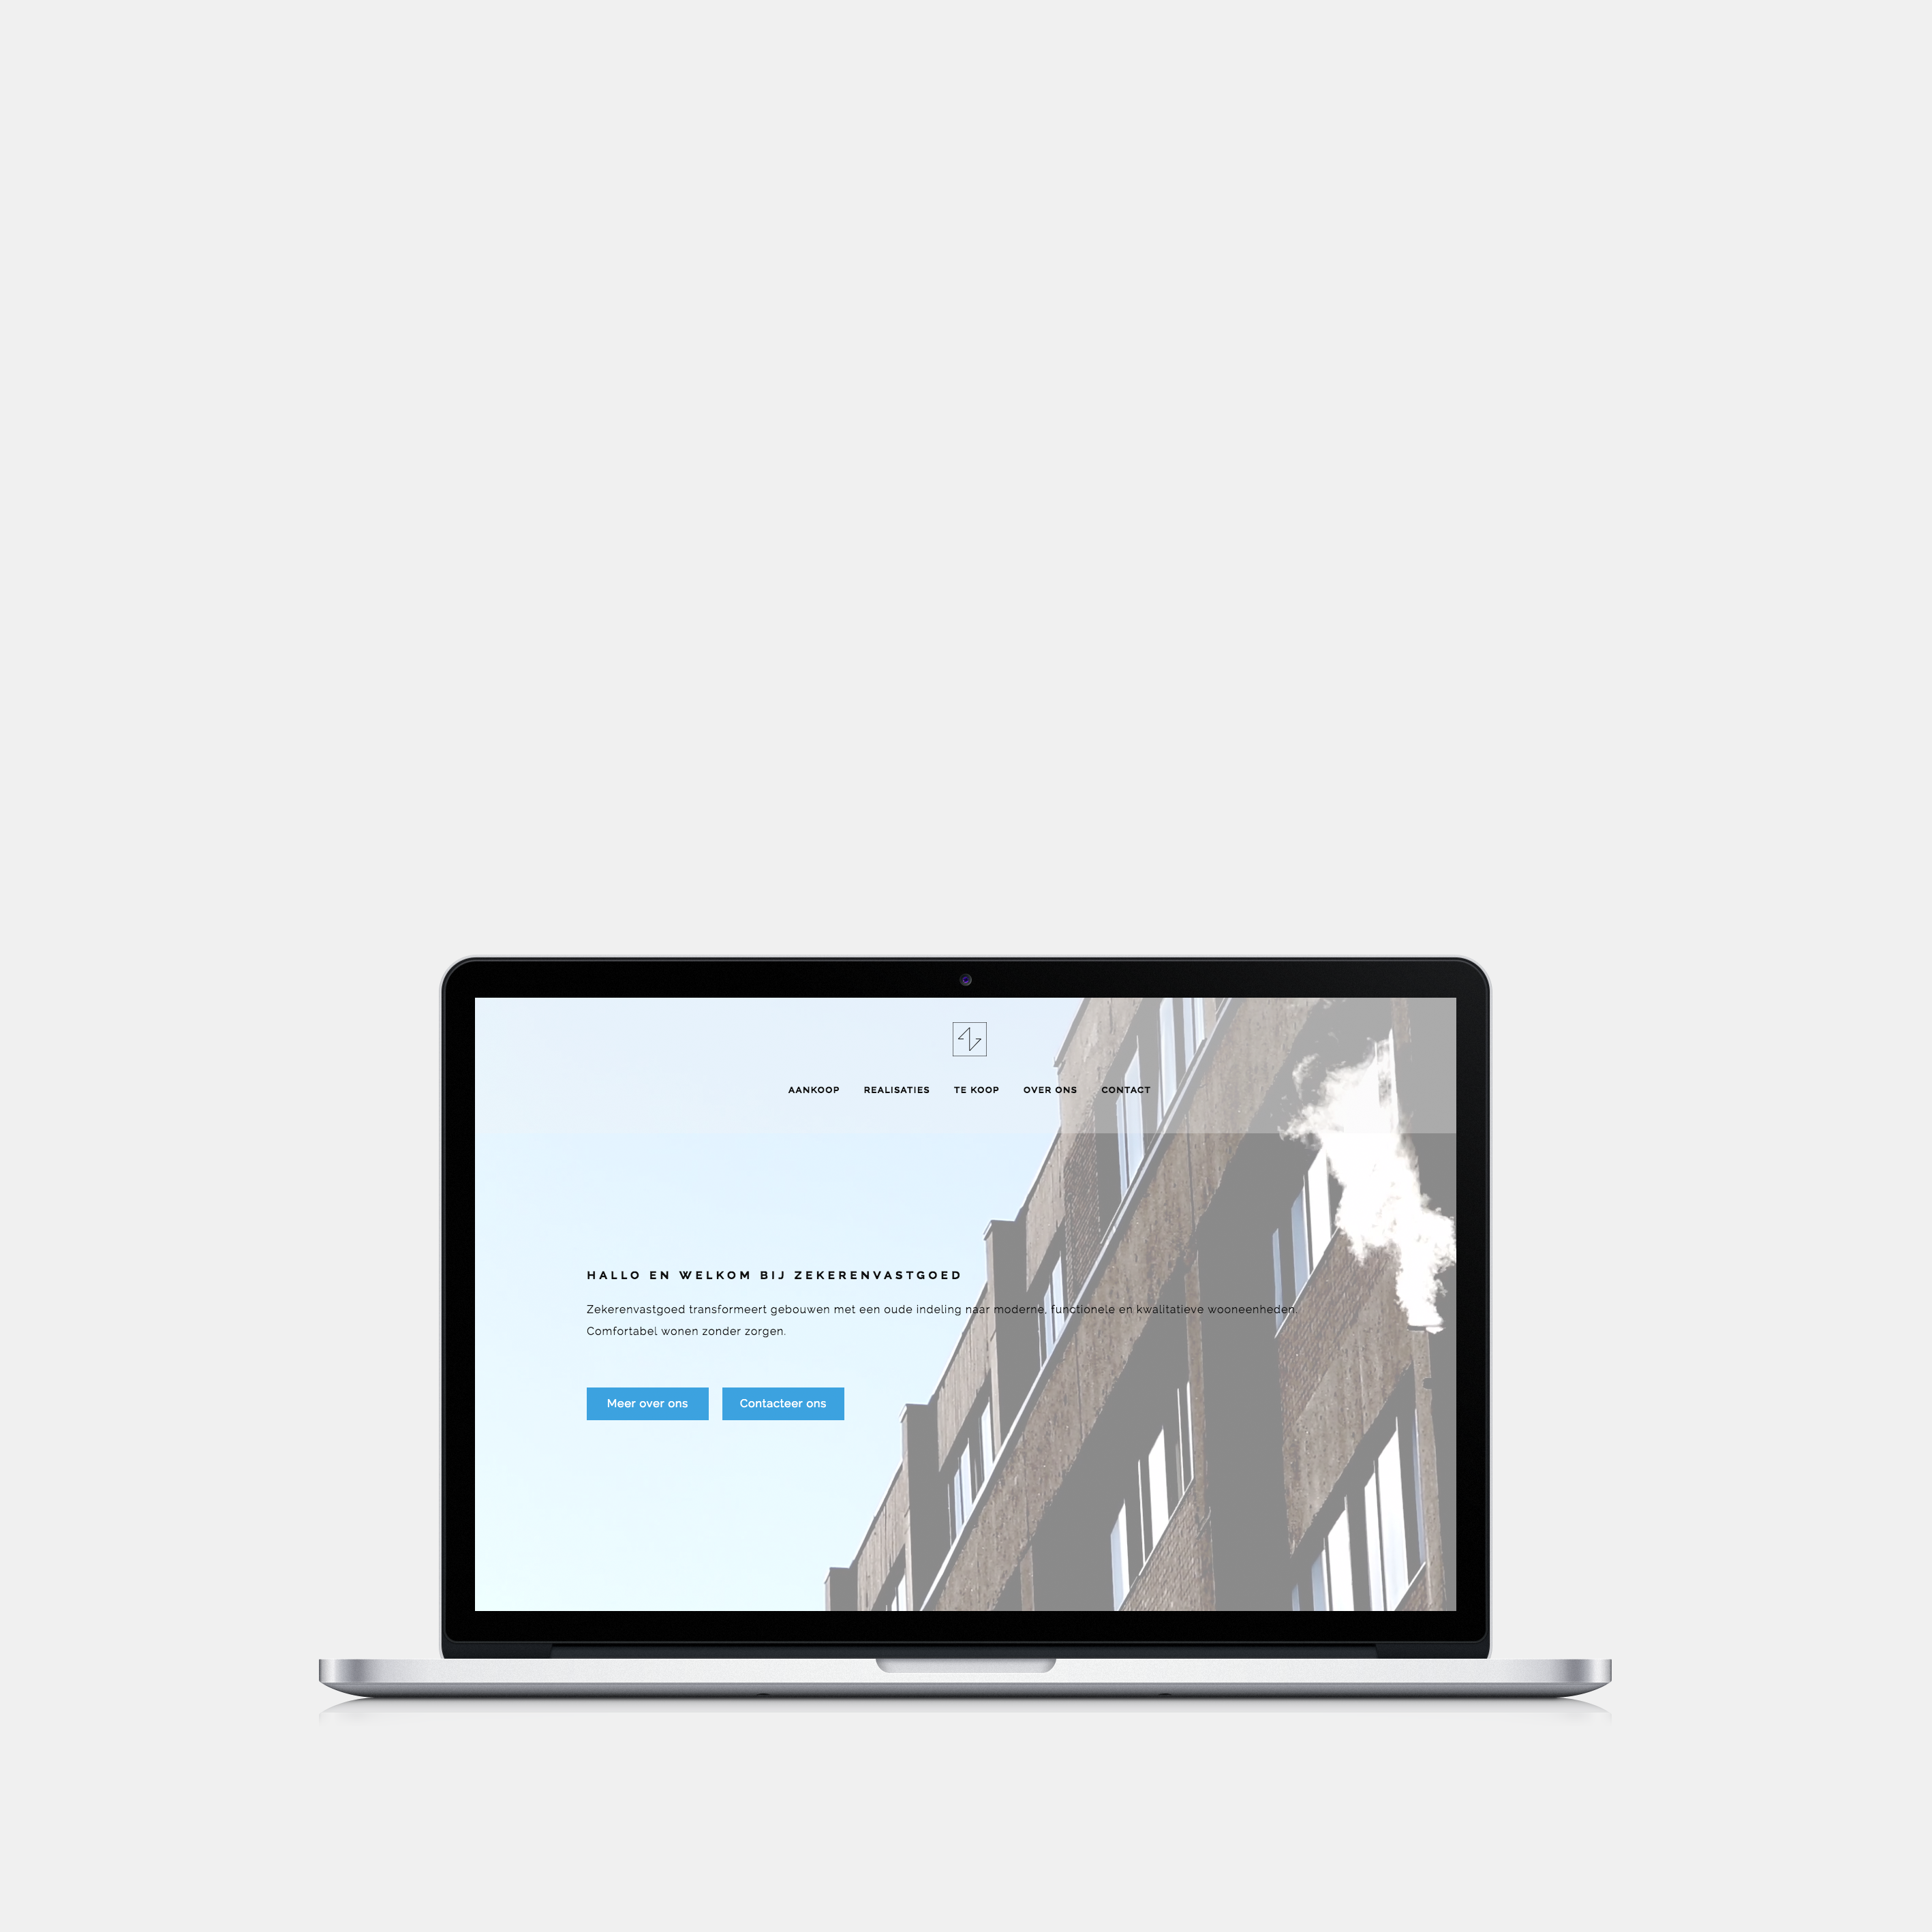 AANKOOP REALISATIES TE KOOP OVER ONS CONTACT
HALLO EN WELKOM BIJ ZEKERENVASTGOED
Zekerenvastgoed transformeert gebouwen met een oude indeling naar moderne, functionele en kwalitatieve wooneenheden.
Comfortabel wonen zonder zorgen.
Meer over ons Contacteer ons